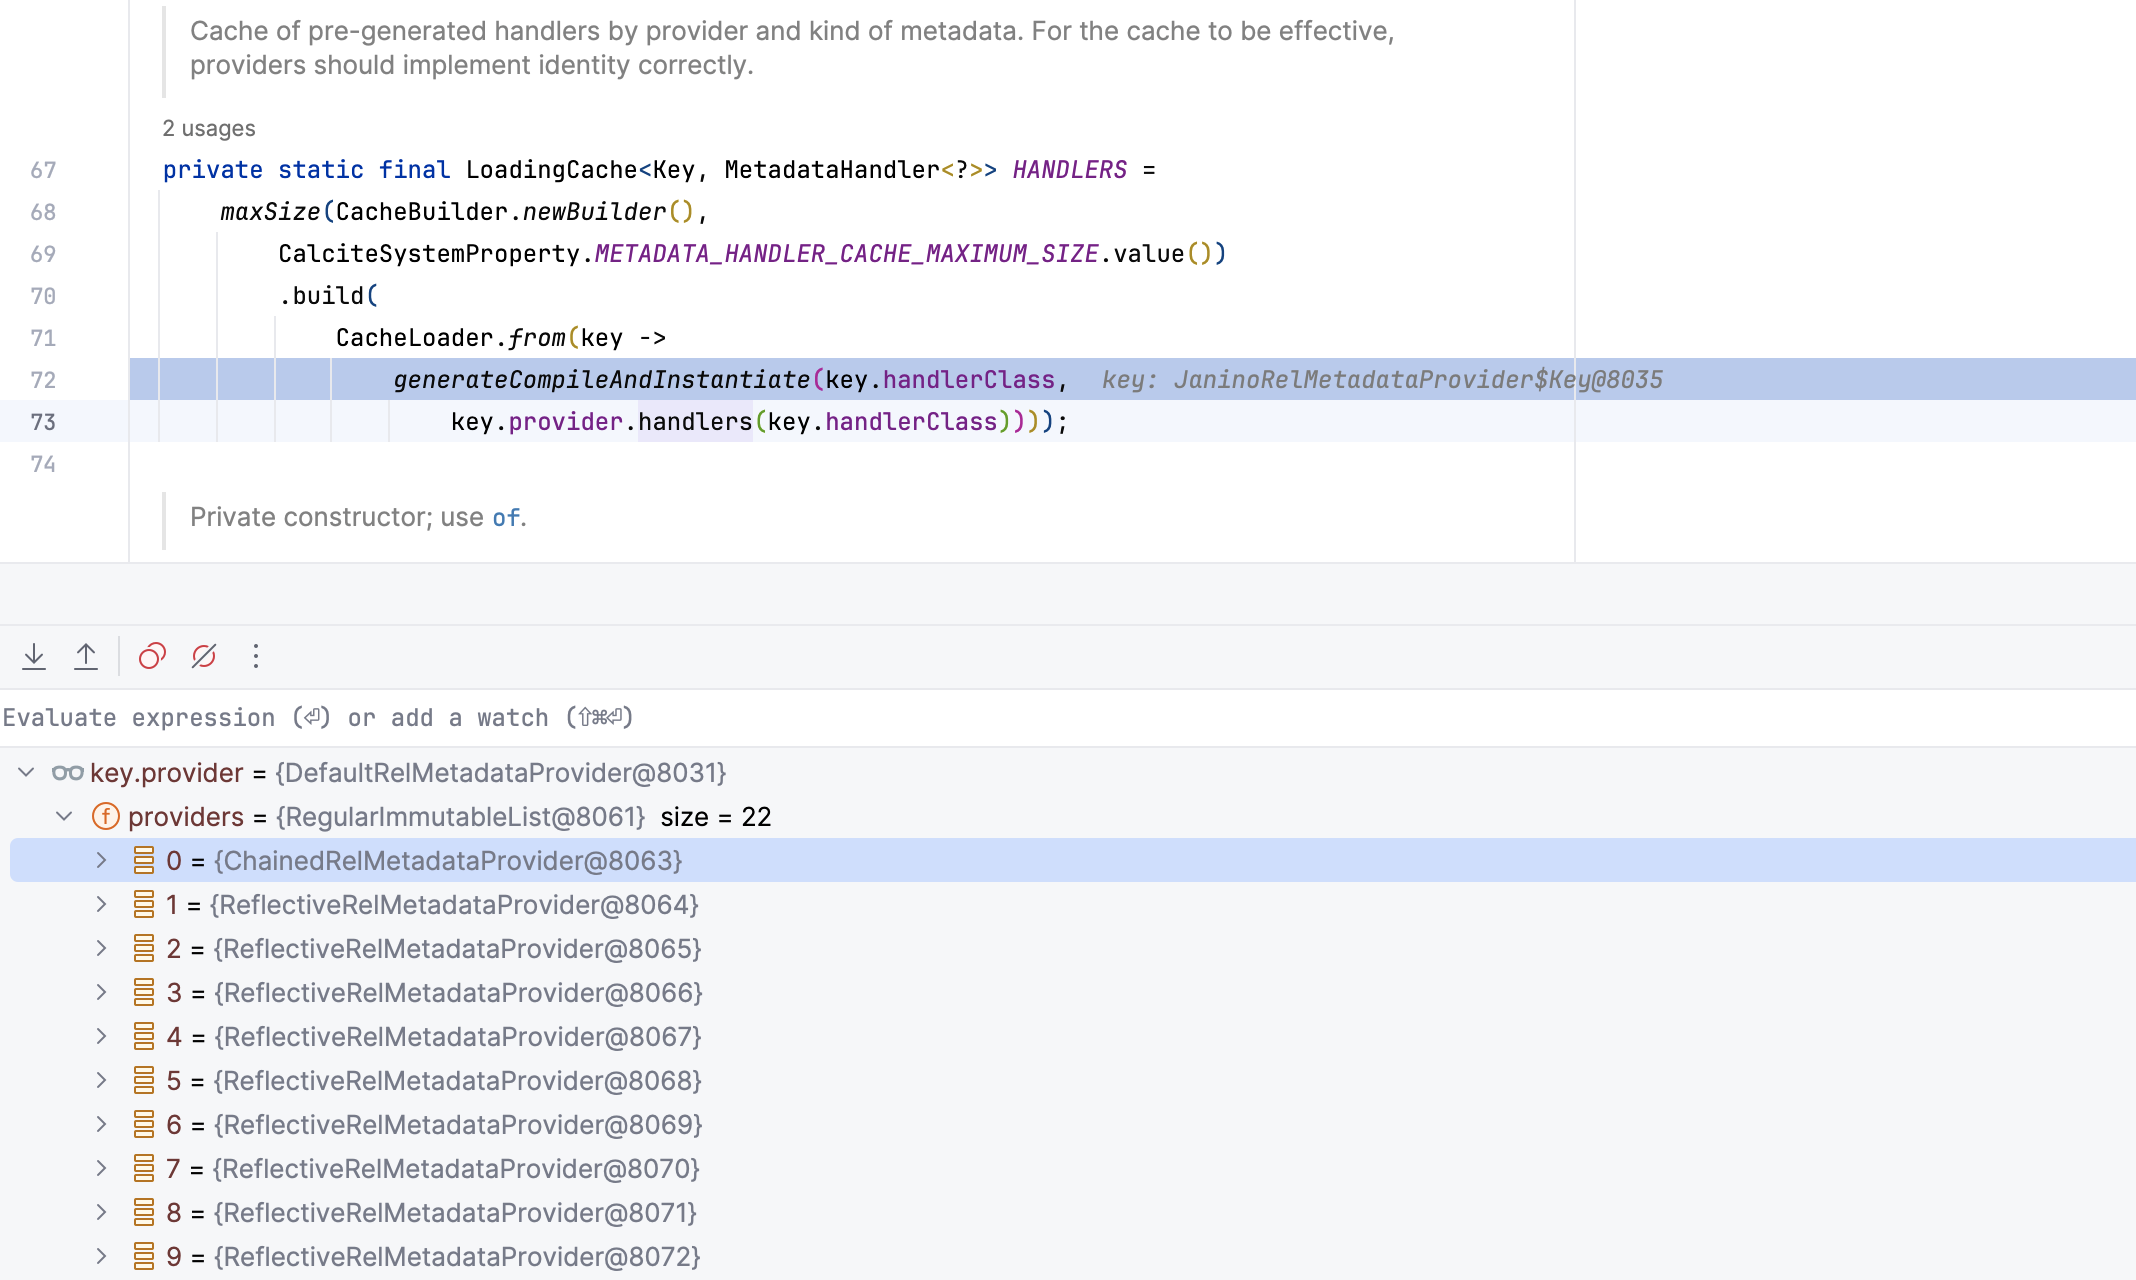 Cache of pre-generated handlers by provider and kind of metadata. For the cache to be effective,
providers should implement identity correctly.
2 usages
67 private static final LoadingCache<Key, MetadataHandler<?>> HANDLERS =
68 maxSize(CacheBuilder.newBuilder(),
69 CalciteSystemProperty.METADATA_HANDLER_CACHE_MAXIMUM_SIZE.value())
70 .build(
71 CacheLoader.from(key ->
72 generateCompileAndInstantiate(key.handlerClass, key: JaninoRelMetadataProvider$Key@8035
73 key.provider.handlers(key.handlerClass))));
74
Private constructor; use of.
Evaluate expression (⏎) or add a watch (⇧⌘⏎)
key.provider = {DefaultRelMetadataProvider@8031}
f providers = {RegularImmutableList@8061} size = 22
0 = {ChainedRelMetadataProvider@8063}
1 = {ReflectiveRelMetadataProvider@8064}
2 = {ReflectiveRelMetadataProvider@8065}
3 = {ReflectiveRelMetadataProvider@8066}
4 = {ReflectiveRelMetadataProvider@8067}
5 = {ReflectiveRelMetadataProvider@8068}
6 = {ReflectiveRelMetadataProvider@8069}
7 = {ReflectiveRelMetadataProvider@8070}
8 = {ReflectiveRelMetadataProvider@8071}
9 = {ReflectiveRelMetadataProvider@8072}